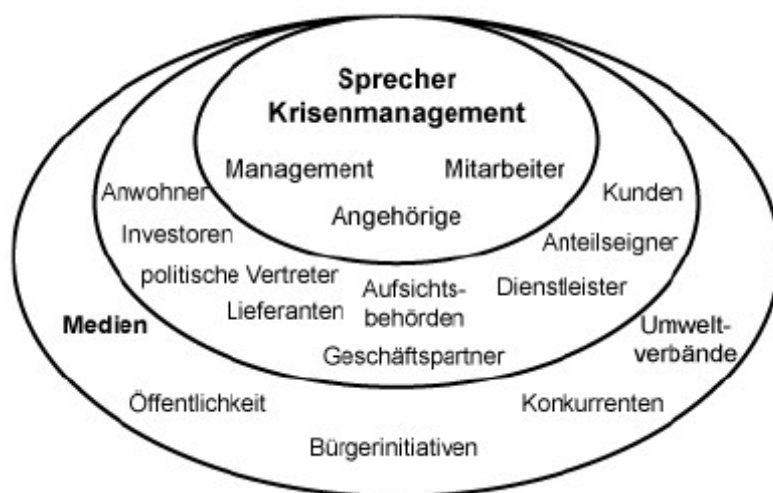 Sprecher
Krisenmanagement
Management
Mitarbeiter
Angehörige
Anwohner
Kunden
Investoren
Anteilseigner
politische Vertreter
Aufsichts-
behörden
Dienstleister
Lieferanten
Geschäftspartner
Medien
Umwelt-
verbände
Öffentlichkeit
Konkurrenten
Bürgerinitiativen